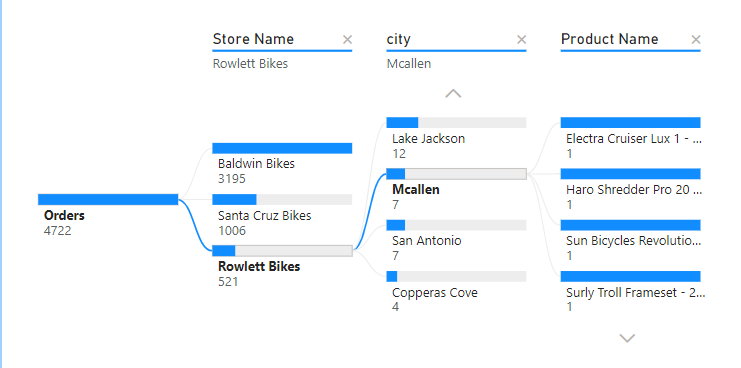 Store Name
Rowlett Bikes
city
Mcallen
Product Name
Orders
4722
Baldwin Bikes
3195
Santa Cruz Bikes
1006
Rowlett Bikes
521
Lake Jackson
12
Mcallen
7
San Antonio
7
Copperas Cove
4
Electra Cruiser Lux 1 - ...
1
Haro Shredder Pro 20 ...
1
Sun Bicycles Revolutio...
1
Surly Troll Frameset - 2...
1